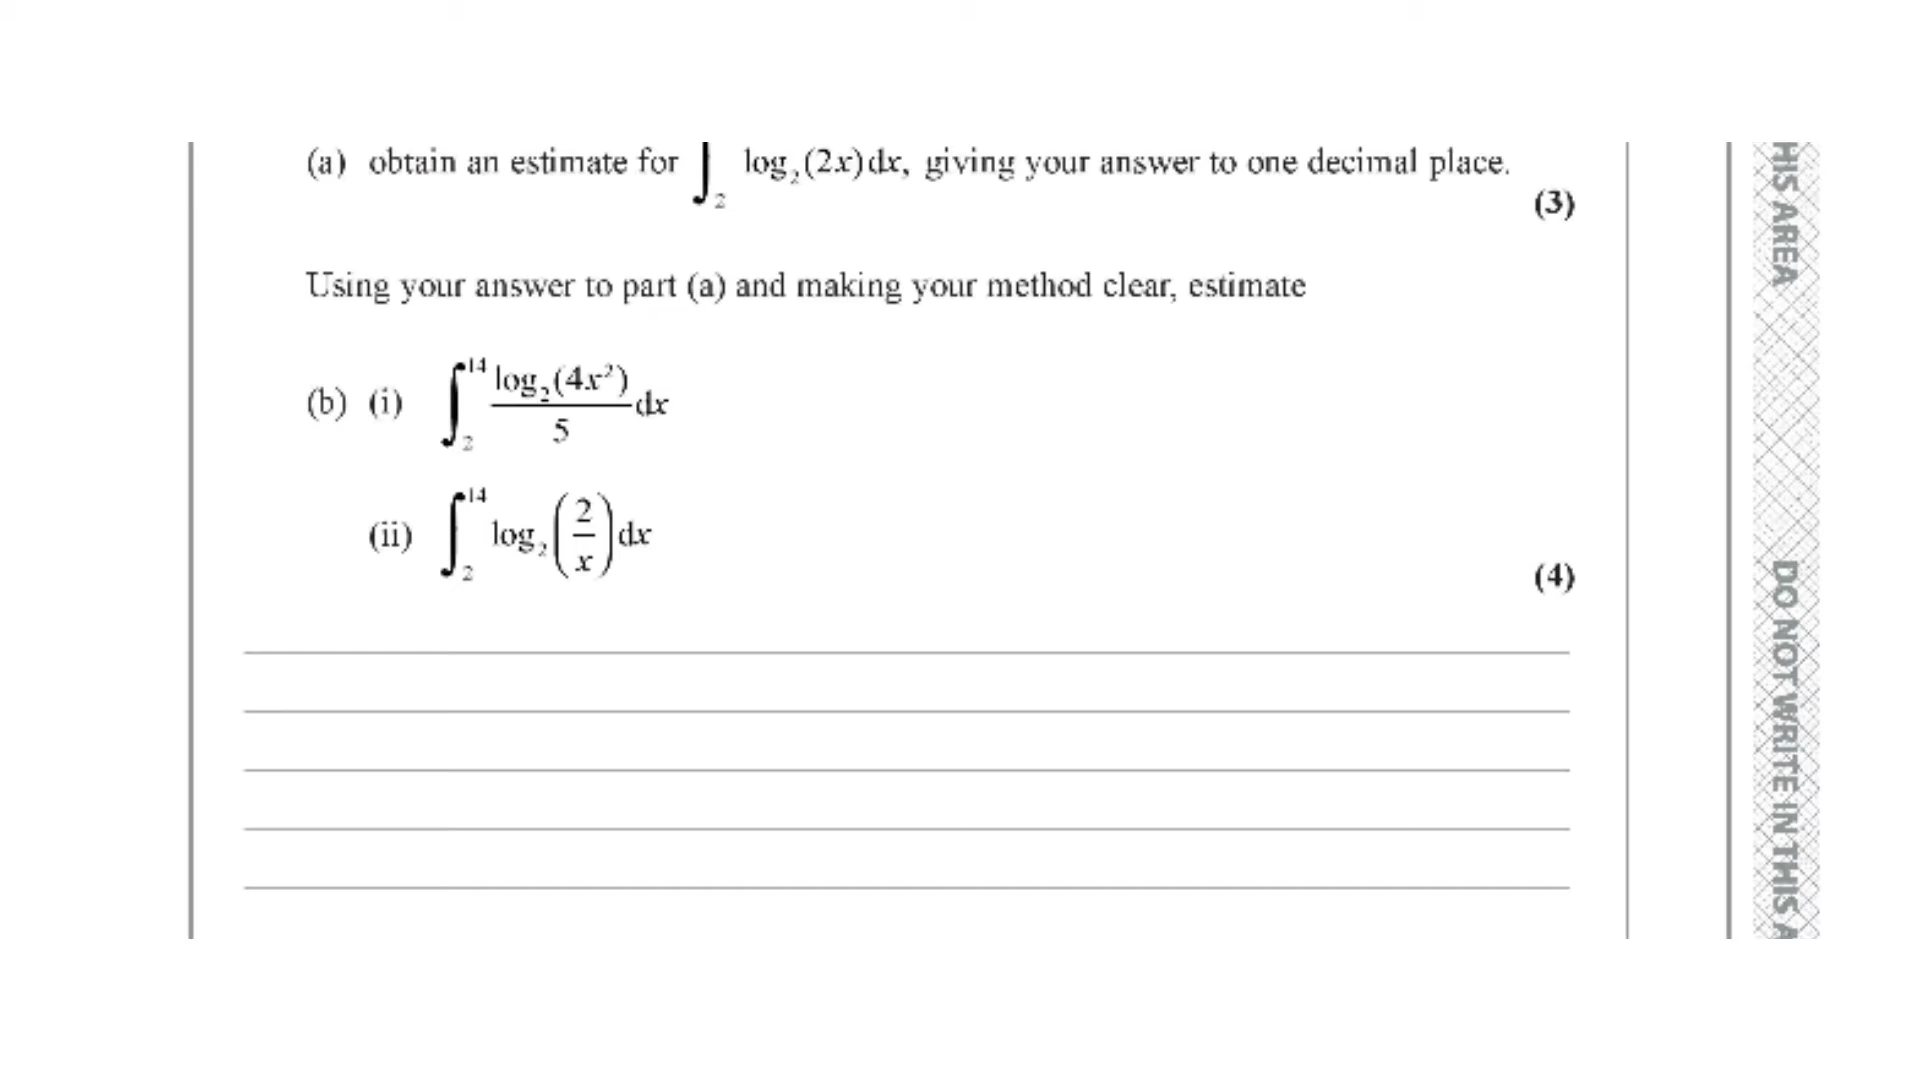 (a) obtain an estimate for ∫₂ log₂(2x)dx, giving your answer to one decimal place.
(3)
Using your answer to part (a) and making your method clear, estimate
(b) (i) ∫₂¹⁴ log₂(4x²)/5 dx
(ii) ∫₂¹⁴ log₂(2/x) dx
(4)
HIS AREA
DO NOT WRITE IN THIS A